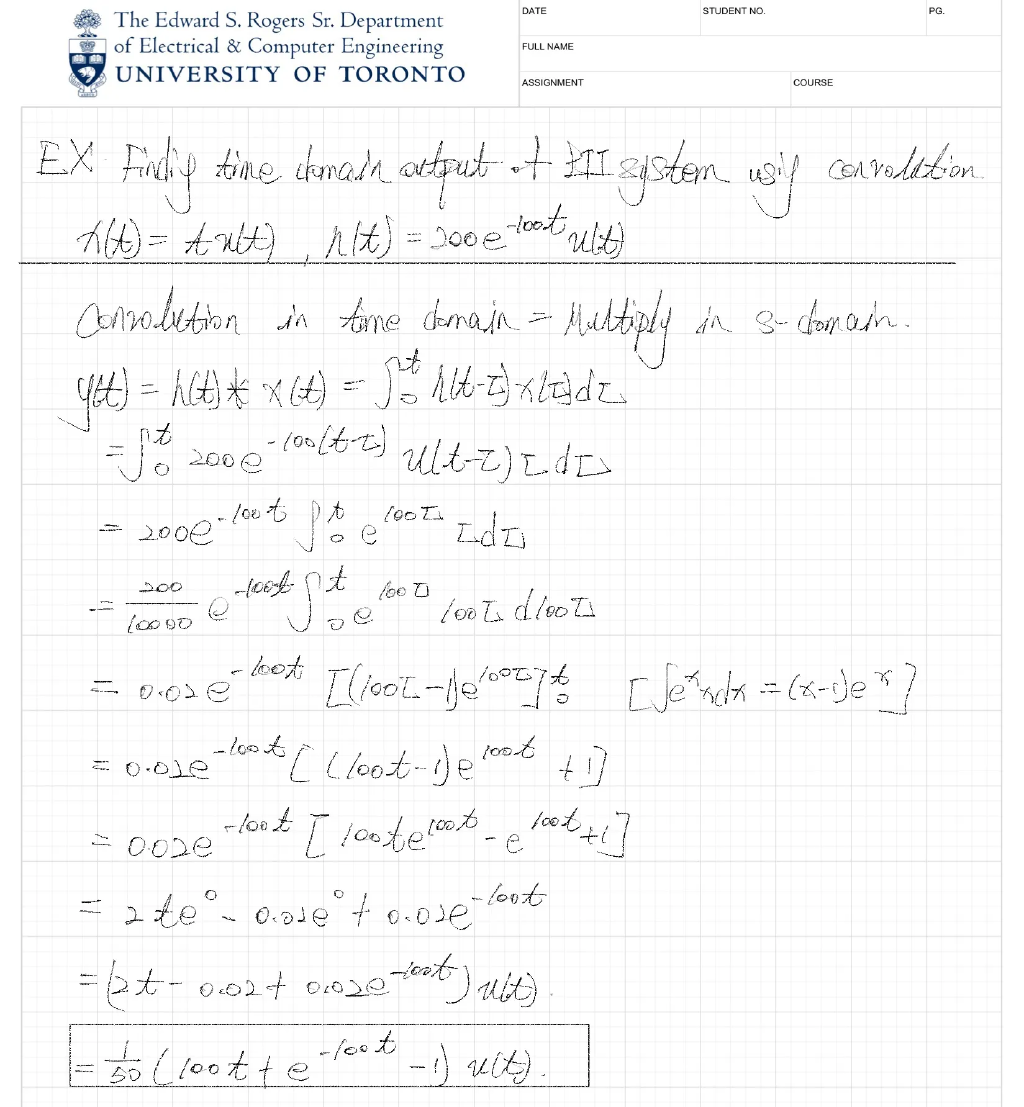 The Edward S. Rogers Sr. Department
of Electrical & Computer Engineering
UNIVERSITY OF TORONTO
DATE
STUDENT NO.
PG.
FULL NAME
ASSIGNMENT
COURSE
EX. Findig time domain output of LTI system usig convolution
x(t) = t u(t), h(t) = 200e^{-100t} u(t)
Convolution in time domain = Multiply in s-domain.
y(t) = h(t) * x(t) = ∫_0^t h(t-τ) x(τ) dτ
= ∫_0^t 200e^{-100(t-τ)} u(t-τ) τ dτ
= 200e^{-100t} ∫_0^t e^{100τ} τ dτ
= 200/10000 e^{-100t} ∫_0^t e^{100τ} 100τ d100τ
= 0.02e^{-100t} [(100τ-1)e^{100τ}]_0^t [∫e^x x dx = (x-1)e^x]
= 0.02e^{-100t} [(100t-1)e^{100t} +1]
= 0.02e^{-100t} [100te^{100t} - e^{100t} +1]
= 2te^0 - 0.02e^0 + 0.02e^{-100t}
= (2t - 0.02 + 0.02e^{-100t}) u(t).
= 1/50 (100t + e^{-100t} - 1) u(t).